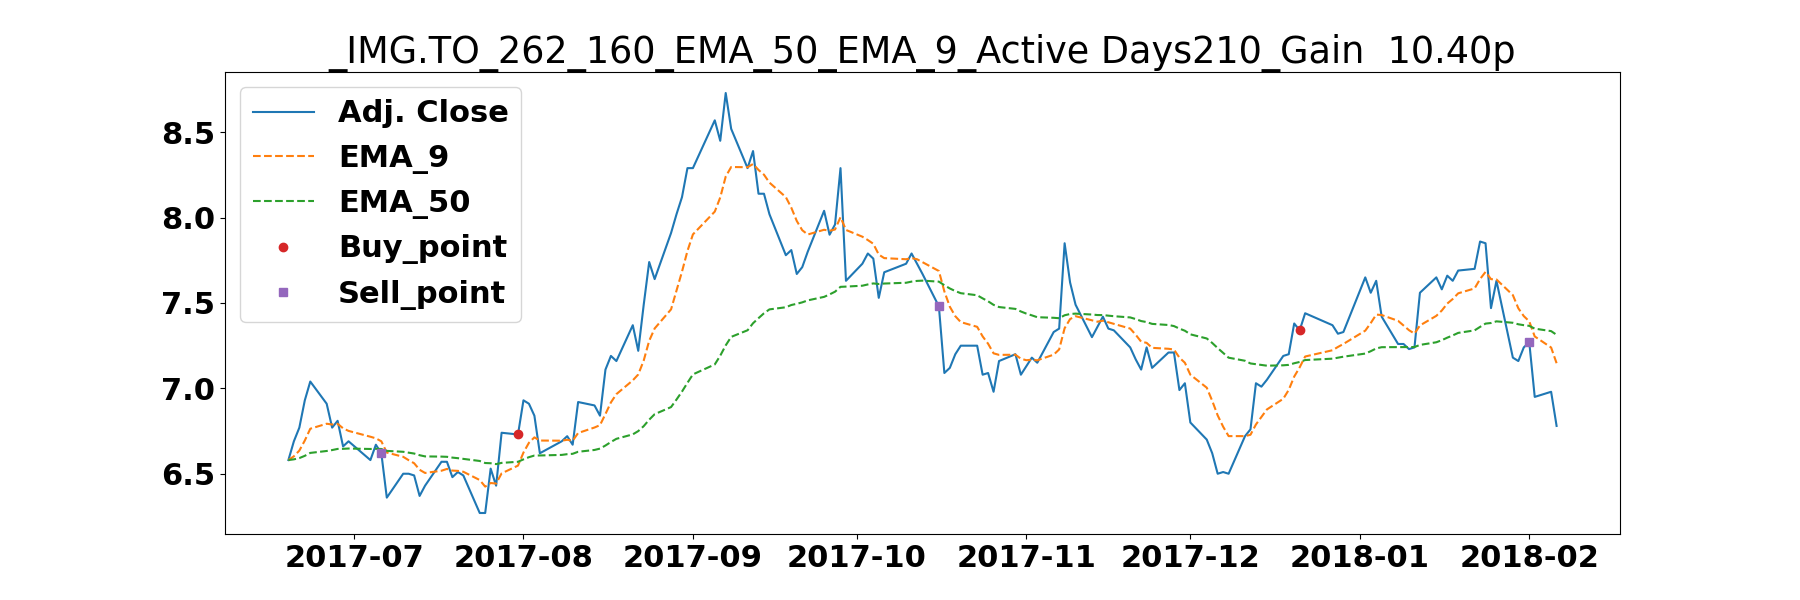 _IMG.TO_262_160_EMA_50_EMA_9_Active Days210_Gain  10.40p
Adj. Close
EMA_9
EMA_50
Buy_point
Sell_point
8.5
8.0
7.5
7.0
6.5
2017-07 2017-08 2017-09 2017-10 2017-11 2017-12 2018-01 2018-02